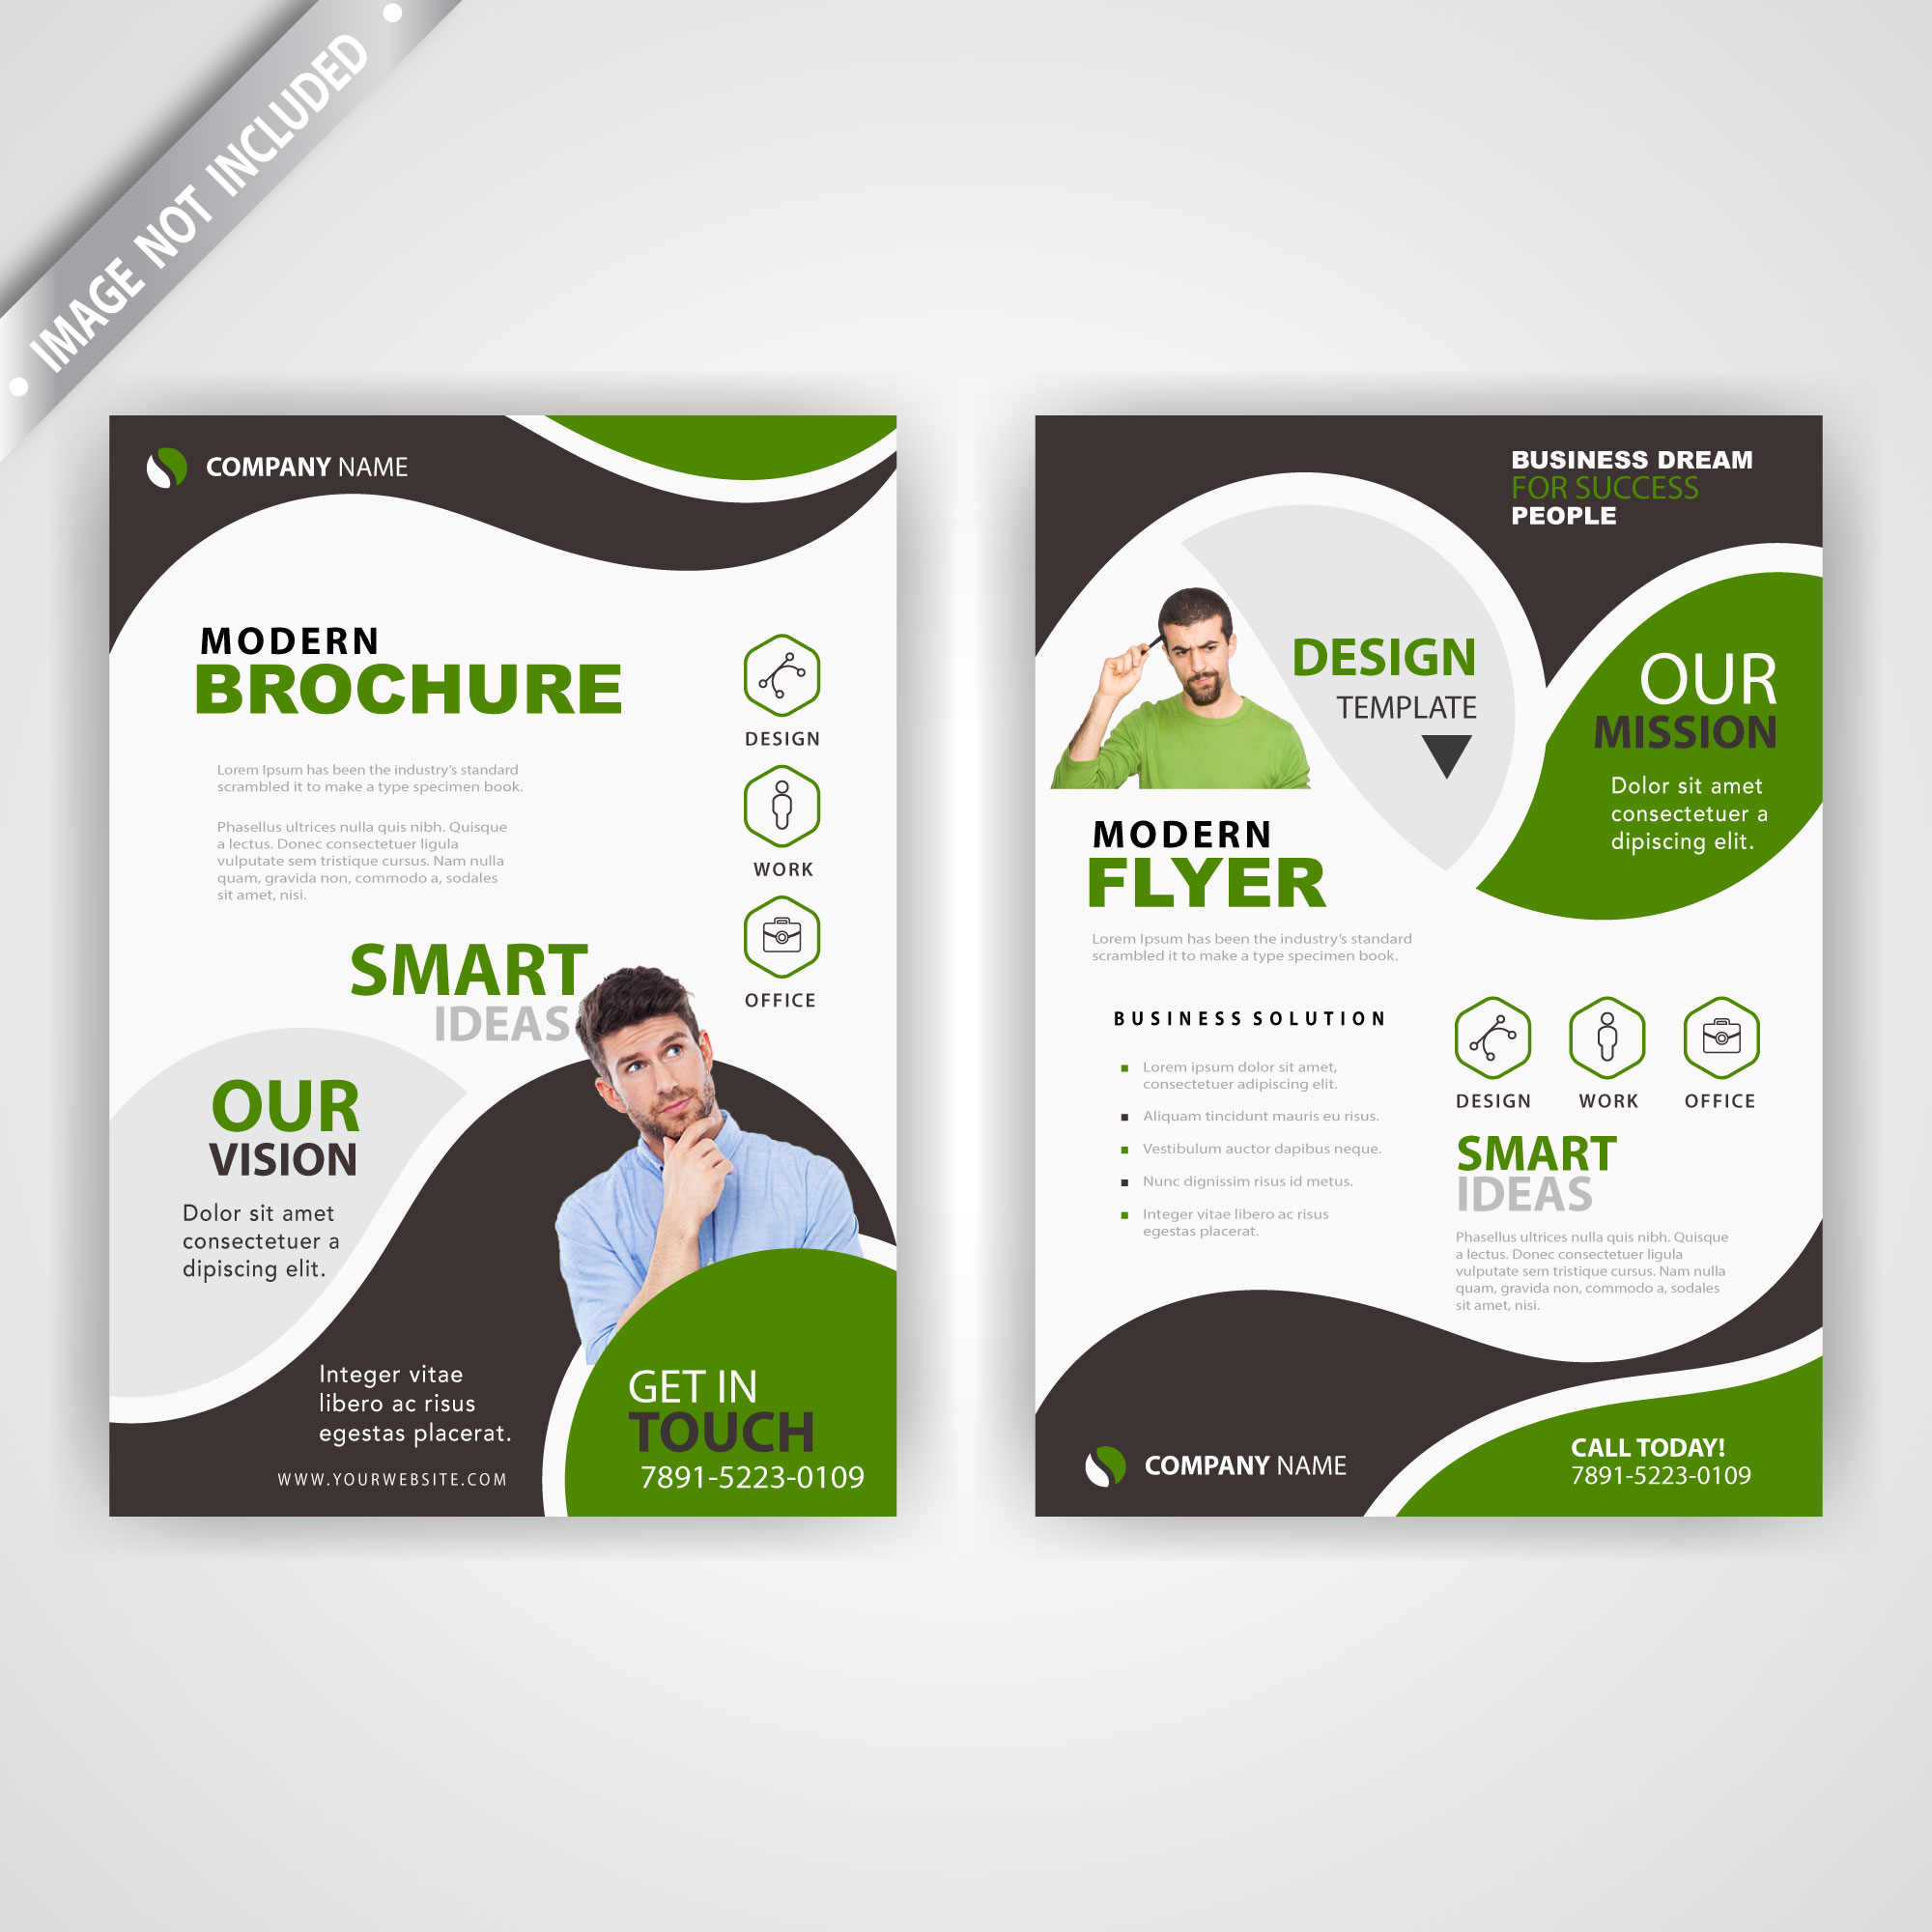 IMAGE NOT INCLUDED
COMPANY NAME
MODERN
BROCHURE
Lorem Ipsum has been the industry's standard
scrambled it to make a type specimen book.
Phasellus ultrices nulla quis nibh. Quisque
a lectus. Donec consectetuer ligula
vulputate sem tristique cursus. Nam nulla
quam, gravida non, commodo a, sodales
sit amet, nisi.
DESIGN
WORK
OFFICE
SMART
IDEAS
OUR
VISION
Dolor sit amet
consectetuer a
dipiscing elit.
Integer vitae
libero ac risus
egestas placerat.
WWW.YOURWEBSITE.COM
GET IN
TOUCH
7891-5223-0109
BUSINESS DREAM
FOR SUCCESS
PEOPLE
DESIGN
TEMPLATE
OUR
MISSION
Dolor sit amet
consectetuer a
dipiscing elit.
MODERN
FLYER
Lorem Ipsum has been the industry's standard
scrambled it to make a type specimen book.
BUSINESS SOLUTION
Lorem ipsum dolor sit amet,
consectetuer adipiscing elit.
Aliquam tincidunt mauris eu risus.
Vestibulum auctor dapibus neque.
Nunc dignissim risus id metus.
Integer vitae libero ac risus
egestas placerat.
DESIGN WORK OFFICE
SMART
IDEAS
Phasellus ultrices nulla quis nibh. Quisque
a lectus. Donec consectetuer ligula
vulputate sem tristique cursus. Nam nulla
quam, gravida non, commodo a, sodales
sit amet, nisi.
COMPANY NAME
CALL TODAY!
7891-5223-0109